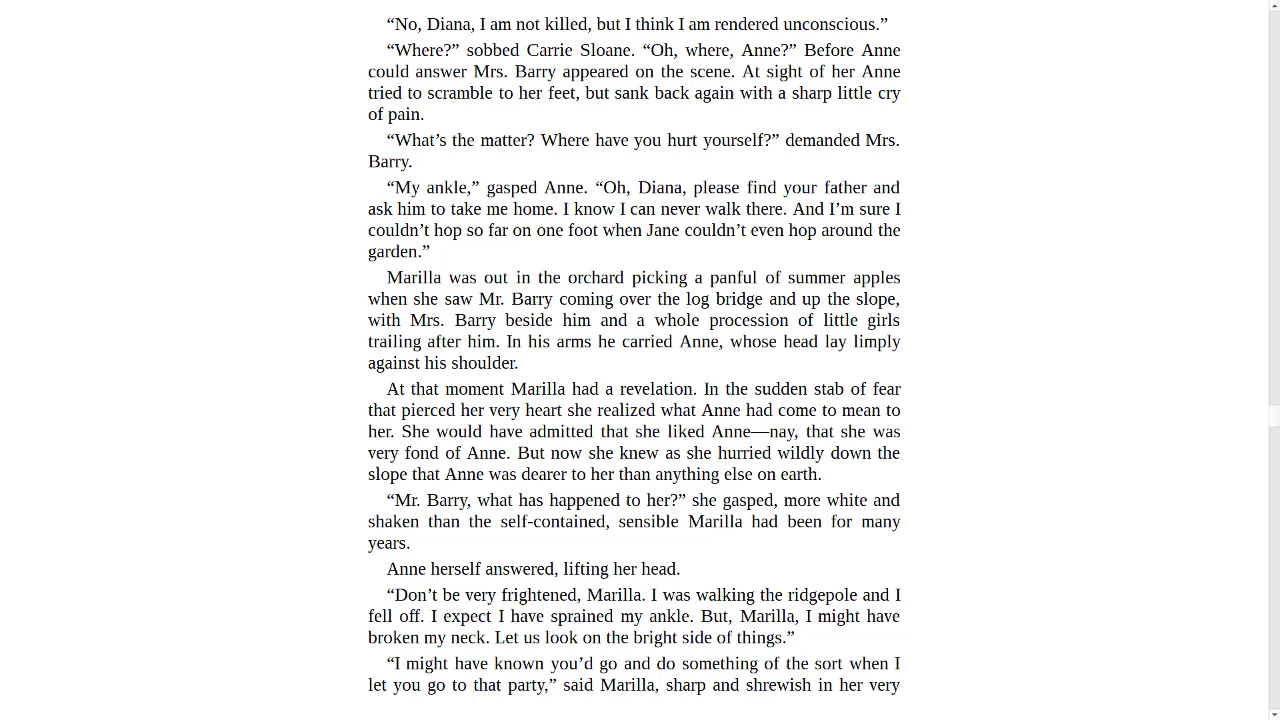 “No, Diana, I am not killed, but I think I am rendered unconscious.”
“Where?” sobbed Carrie Sloane. “Oh, where, Anne?” Before Anne
could answer Mrs. Barry appeared on the scene. At sight of her Anne
tried to scramble to her feet, but sank back again with a sharp little cry
of pain.
“What’s the matter? Where have you hurt yourself?” demanded Mrs.
Barry.
“My ankle,” gasped Anne. “Oh, Diana, please find your father and
ask him to take me home. I know I can never walk there. And I’m sure I
couldn’t hop so far on one foot when Jane couldn’t even hop around the
garden.”
Marilla was out in the orchard picking a panful of summer apples
when she saw Mr. Barry coming over the log bridge and up the slope,
with Mrs. Barry beside him and a whole procession of little girls
trailing after him. In his arms he carried Anne, whose head lay limply
against his shoulder.
At that moment Marilla had a revelation. In the sudden stab of fear
that pierced her very heart she realized what Anne had come to mean to
her. She would have admitted that she liked Anne—nay, that she was
very fond of Anne. But now she knew as she hurried wildly down the
slope that Anne was dearer to her than anything else on earth.
“Mr. Barry, what has happened to her?” she gasped, more white and
shaken than the self-contained, sensible Marilla had been for many
years.
Anne herself answered, lifting her head.
“Don’t be very frightened, Marilla. I was walking the ridgepole and I
fell off. I expect I have sprained my ankle. But, Marilla, I might have
broken my neck. Let us look on the bright side of things.”
“I might have known you’d go and do something of the sort when I
let you go to that party,” said Marilla, sharp and shrewish in her very